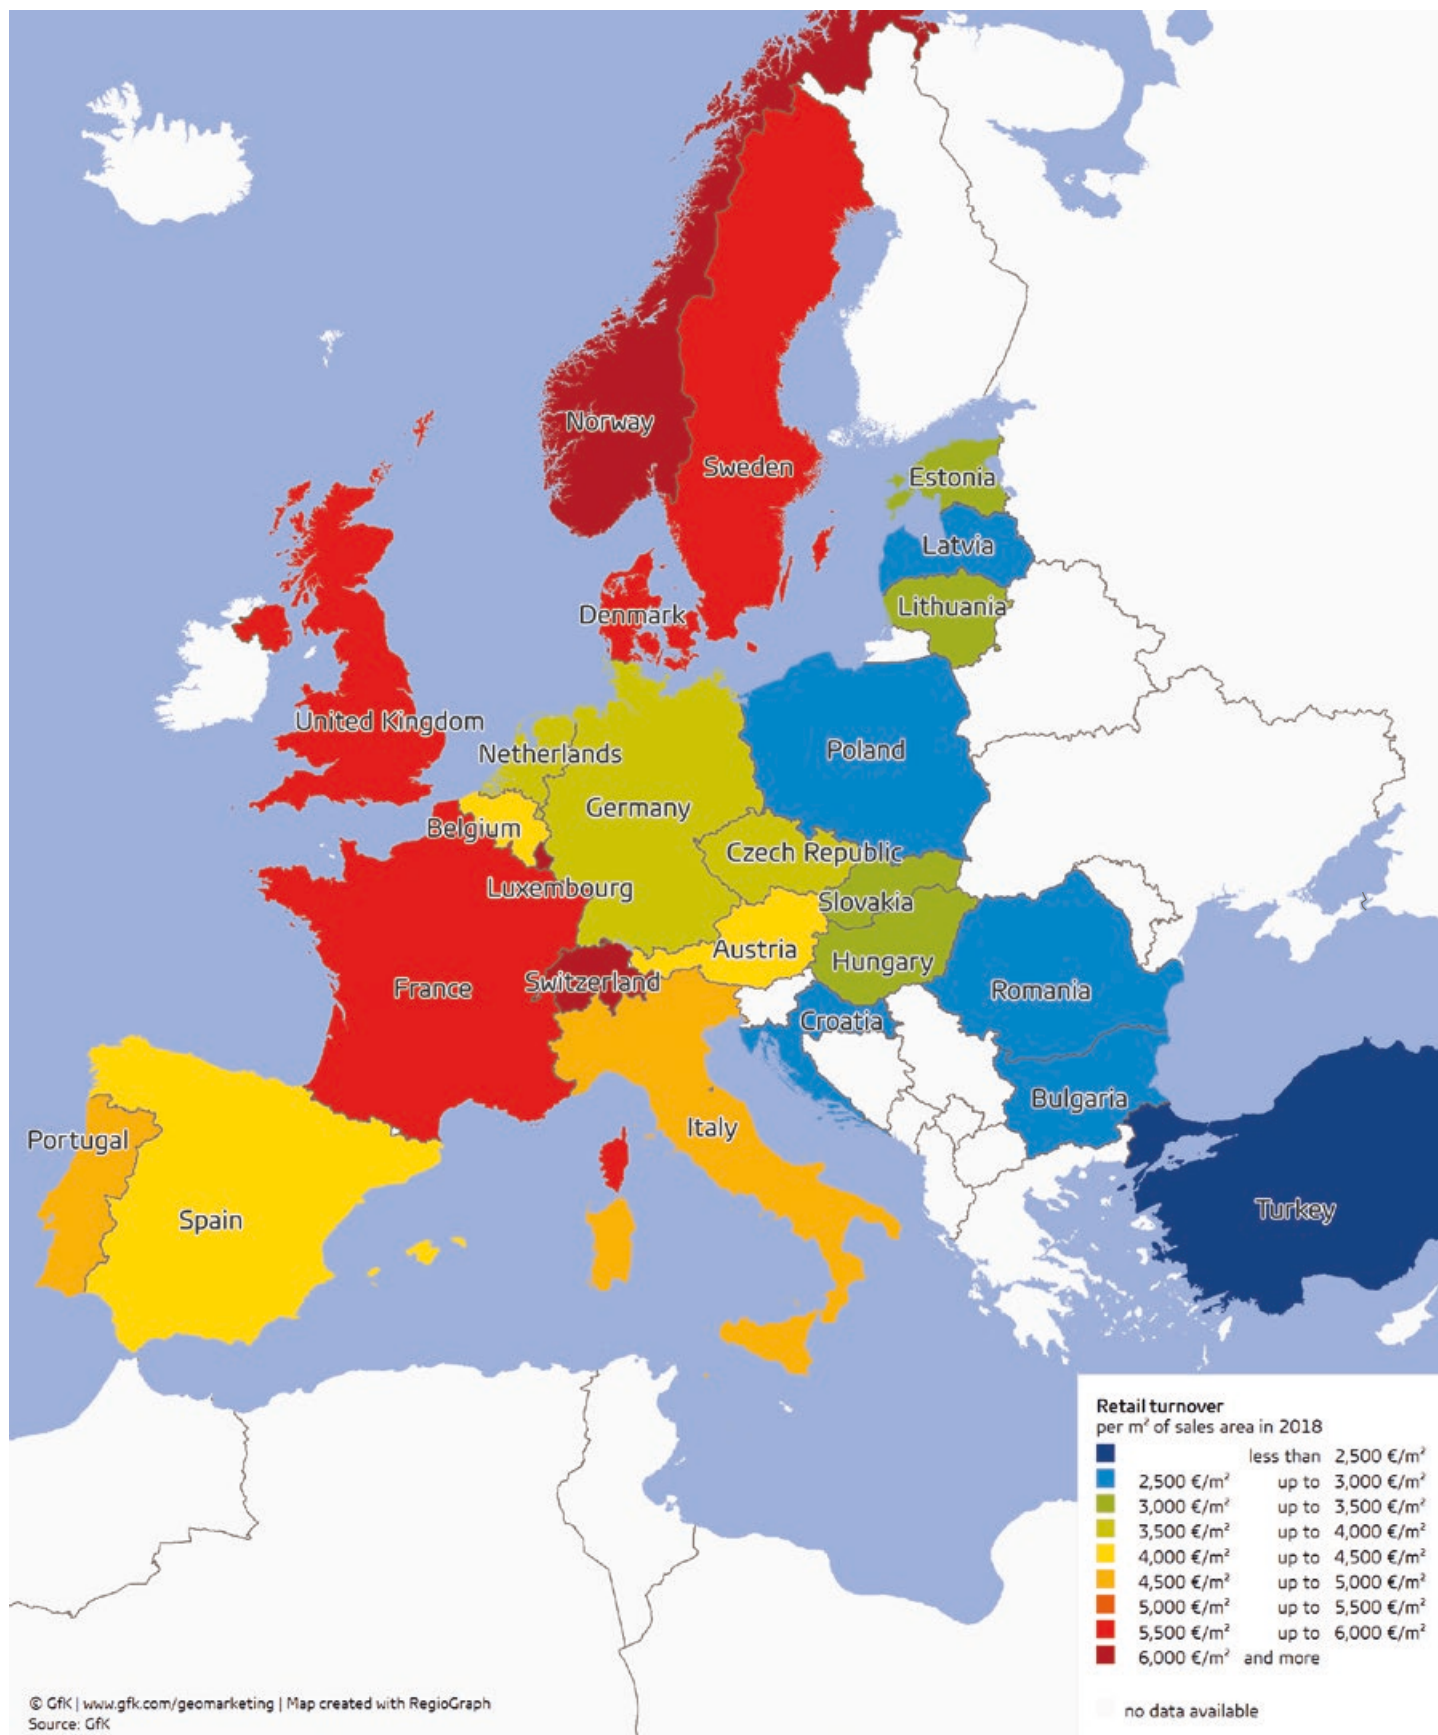 Norway
Sweden
Estonia
Latvia
Denmark
Lithuania
United Kingdom
Netherlands
Poland
Germany
Belgium
Czech Republic
Luxembourg
Slovakia
Austria
Hungary
Switzerland
France
Romania
Croatia
Bulgaria
Portugal
Italy
Spain
Turkey
Retail turnover
per m² of sales area in 2018
less than 2,500 €/m²
2,500 €/m² up to 3,000 €/m²
3,000 €/m² up to 3,500 €/m²
3,500 €/m² up to 4,000 €/m²
4,000 €/m² up to 4,500 €/m²
4,500 €/m² up to 5,000 €/m²
5,000 €/m² up to 5,500 €/m²
5,500 €/m² up to 6,000 €/m²
6,000 €/m² and more
no data available
© GfK | www.gfk.com/geomarketing | Map created with RegioGraph
Source: GfK